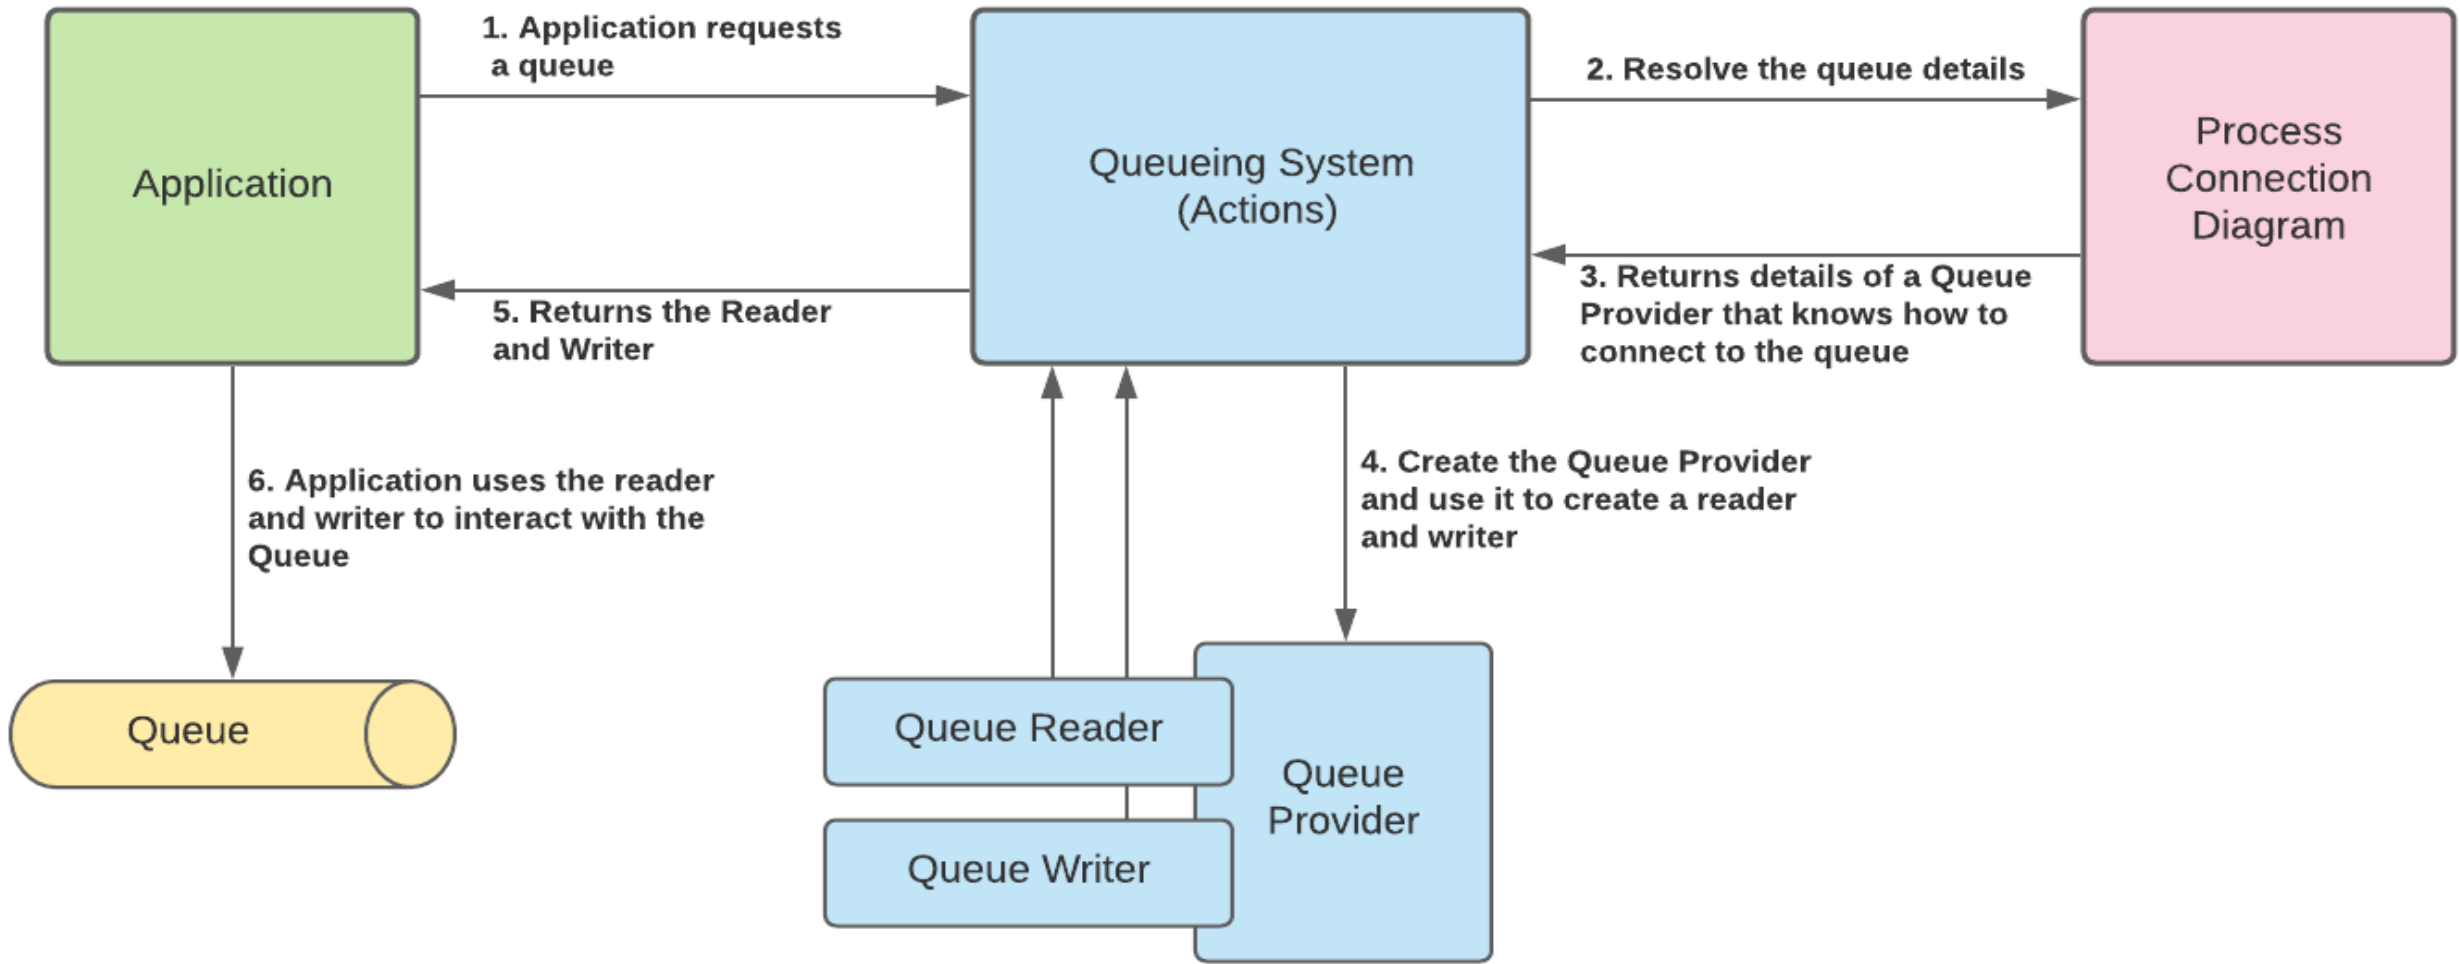 1. Application requests
a queue
2. Resolve the queue details
Application
Queueing System
(Actions)
Process
Connection
Diagram
3. Returns details of a Queue
Provider that knows how to
connect to the queue
5. Returns the Reader
and Writer
4. Create the Queue Provider
and use it to create a reader
and writer
6. Application uses the reader
and writer to interact with the
Queue
Queue
Queue Reader
Queue Writer
Queue
Provider